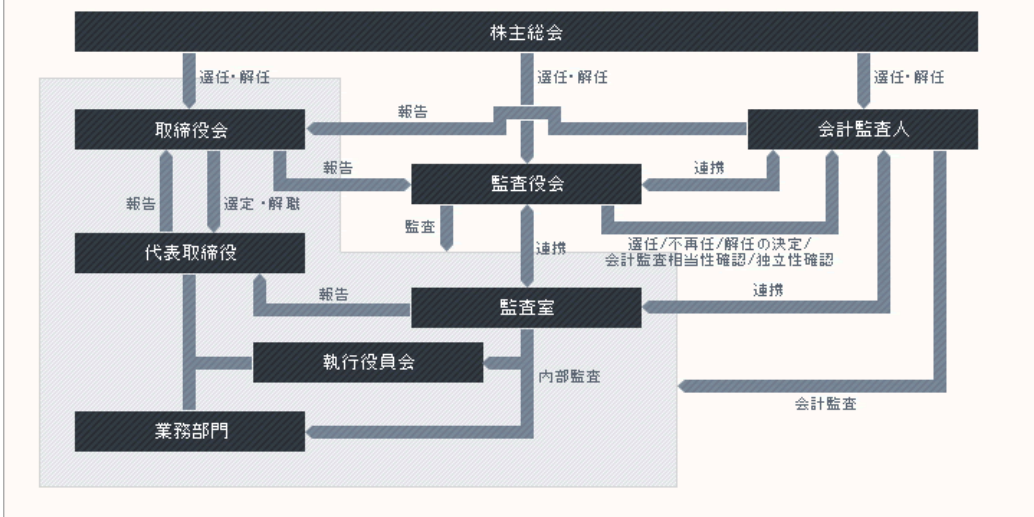 株主総会
選任・解任
選任・解任
選任・解任
報告
取締役会
会計監査人
報告
連携
監査役会
報告
選定・解職
監査
選任/不再任/解任の決定/
会計監査相当性確認/独立性確認
代表取締役
連携
報告
連携
監査室
執行役員会
内部監査
会計監査
業務部門